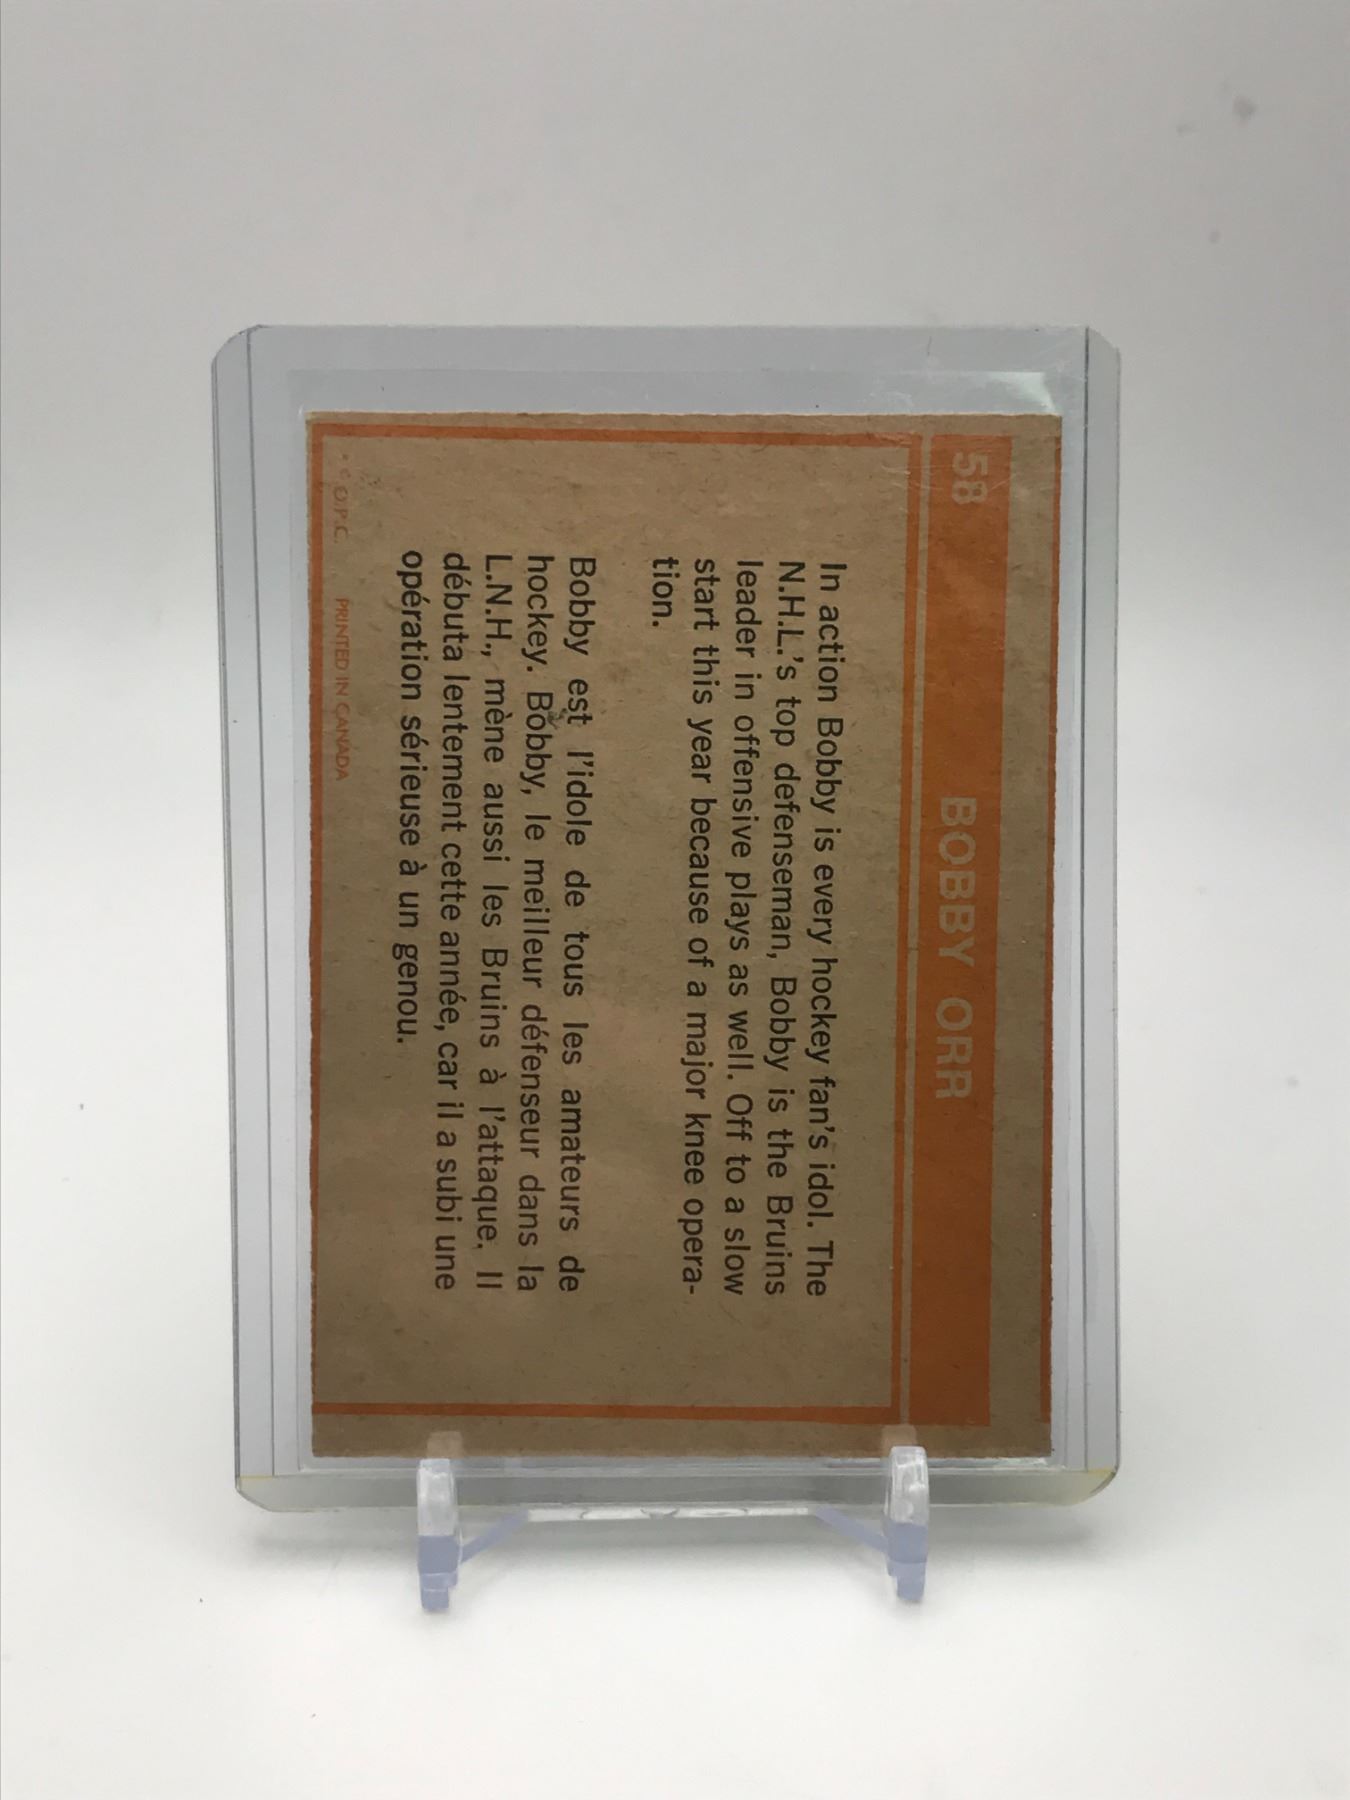 58 BOBBY ORR
In action Bobby is every hockey fan's idol. The
N.H.L.'s top defenseman, Bobby is the Bruins
leader in offensive plays as well. Off to a slow
start this year because of a major knee opera-
tion.
Bobby est l'idole de tous les amateurs de
hockey. Bobby, le meilleur défenseur dans la
L.N.H., mène aussi les Bruins à l'attaque. Il
débuta lentement cette année, car il a subi une
opération sérieuse à un genou.
* © O.P.C. PRINTED IN CANADA